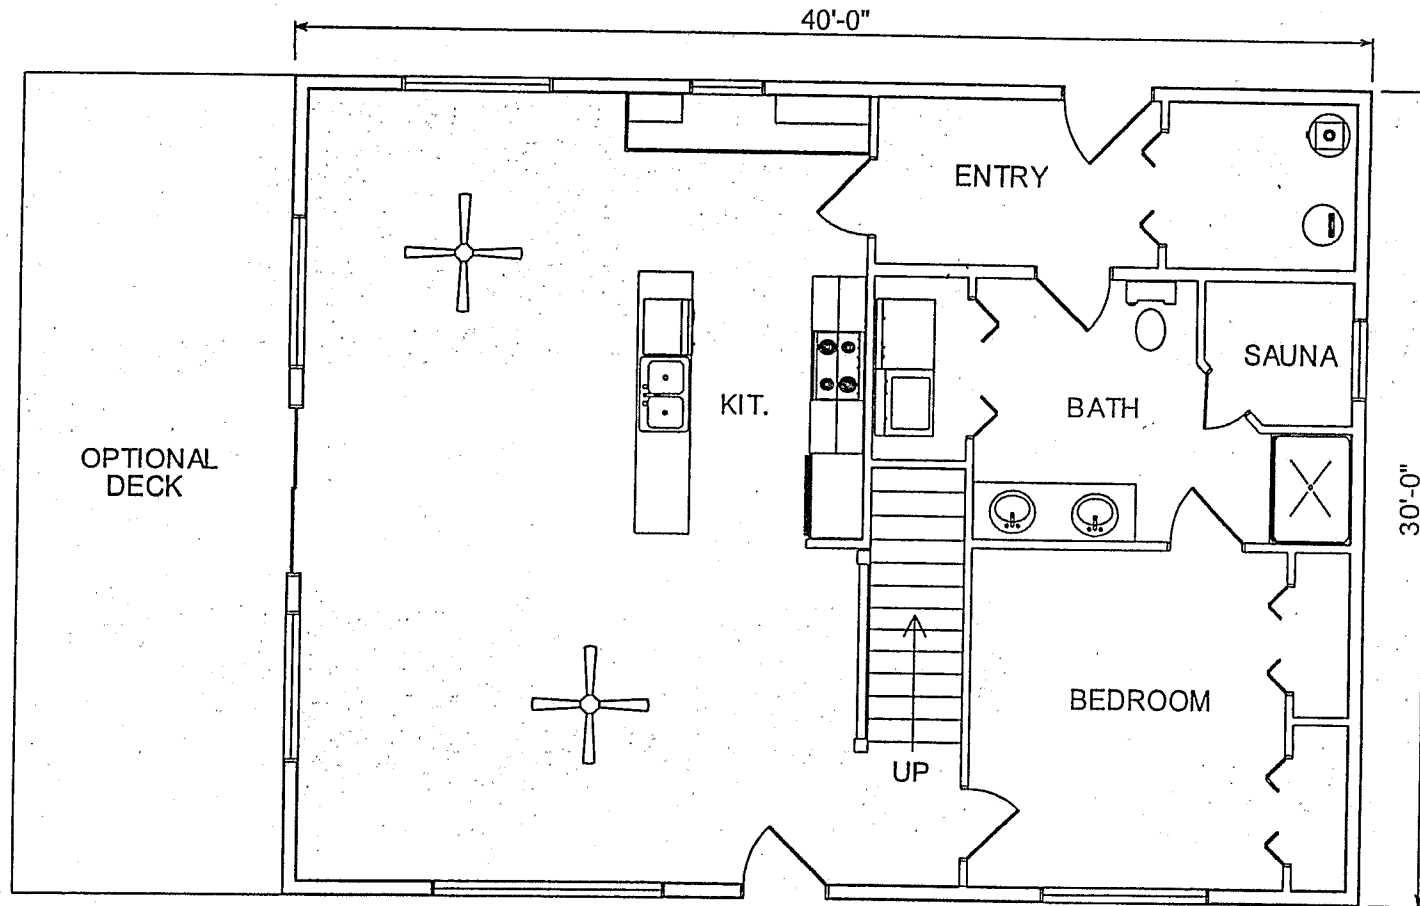 40'-0"
ENTRY
SAUNA
KIT.
BATH
OPTIONAL
DECK
30'-0"
BEDROOM
UP